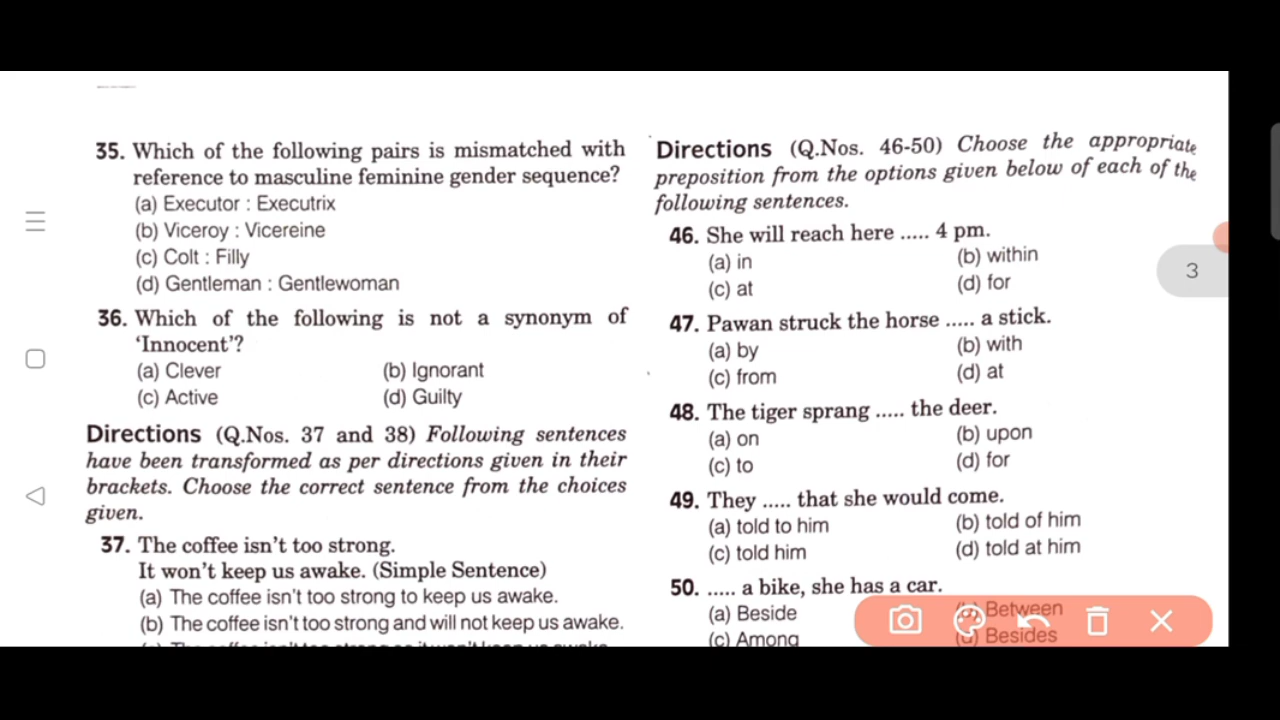 35. Which of the following pairs is mismatched with
reference to masculine feminine gender sequence?
(a) Executor : Executrix
(b) Viceroy : Vicereine
(c) Colt : Filly
(d) Gentleman : Gentlewoman
36. Which of the following is not a synonym of
‘Innocent’?
(a) Clever (b) Ignorant
(c) Active (d) Guilty
Directions (Q.Nos. 37 and 38) Following sentences
have been transformed as per directions given in their
brackets. Choose the correct sentence from the choices
given.
37. The coffee isn't too strong.
It won't keep us awake. (Simple Sentence)
(a) The coffee isn't too strong to keep us awake.
(b) The coffee isn't too strong and will not keep us awake.
Directions (Q.Nos. 46-50) Choose the appropriate
preposition from the options given below of each of the
following sentences.
46. She will reach here ..... 4 pm.
(a) in (b) within
(c) at (d) for
47. Pawan struck the horse ..... a stick.
(a) by (b) with
(c) from (d) at
48. The tiger sprang ..... the deer.
(a) on (b) upon
(c) to (d) for
49. They ..... that she would come.
(a) told to him (b) told of him
(c) told him (d) told at him
50. ..... a bike, she has a car.
(a) Beside (b) Between
(c) Among (d) Besides
3